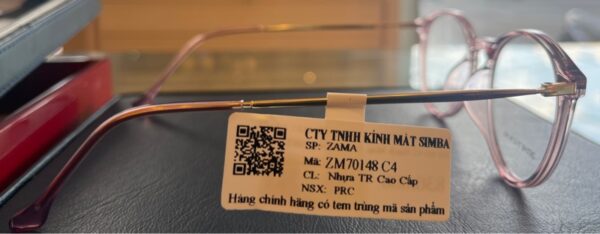 CTY TNHH KÍNH MẮT SIMBA
SP: ZAMA
Mã: ZM70148 C4
CL: Nhựa TR Cao Cấp
NSX: PRC
Hàng chính hãng có tem trùng mã sản phẩm